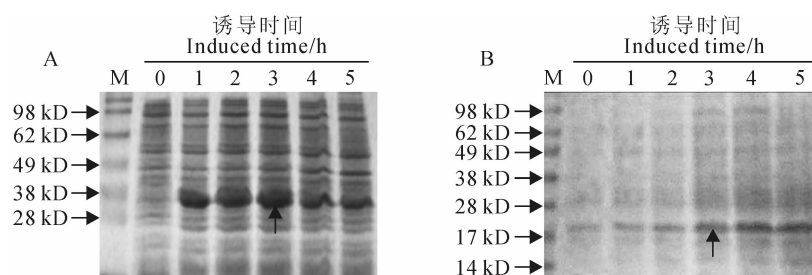 诱导时间
Induced time/h
A
M 0 1 2 3 4 5
98 kD
62 kD
49 kD
38 kD
28 kD
诱导时间
Induced time/h
B
M 0 1 2 3 4 5
98 kD
62 kD
49 kD
38 kD
28 kD
17 kD
14 kD